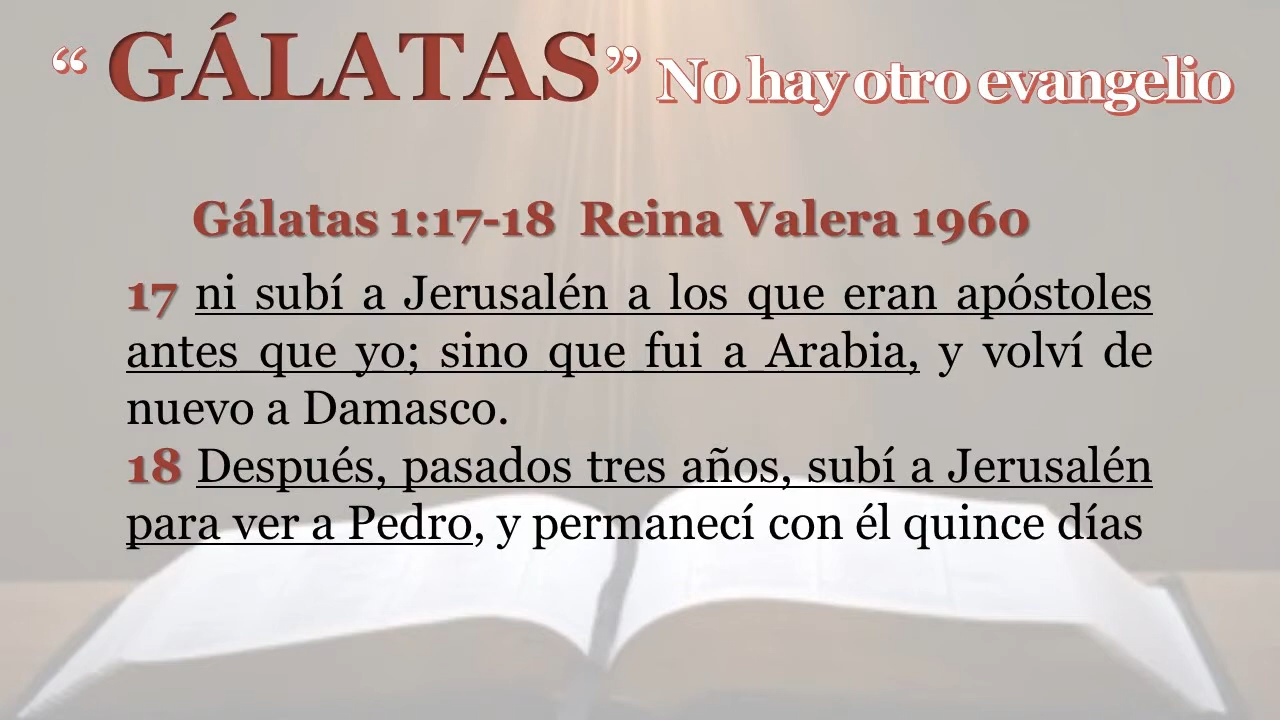 “ GÁLATAS” No hay otro evangelio
Gálatas 1:17-18 Reina Valera 1960
17 ni subí a Jerusalén a los que eran apóstoles
antes que yo; sino que fui a Arabia, y volví de
nuevo a Damasco.
18 Después, pasados tres años, subí a Jerusalén
para ver a Pedro, y permanecí con él quince días